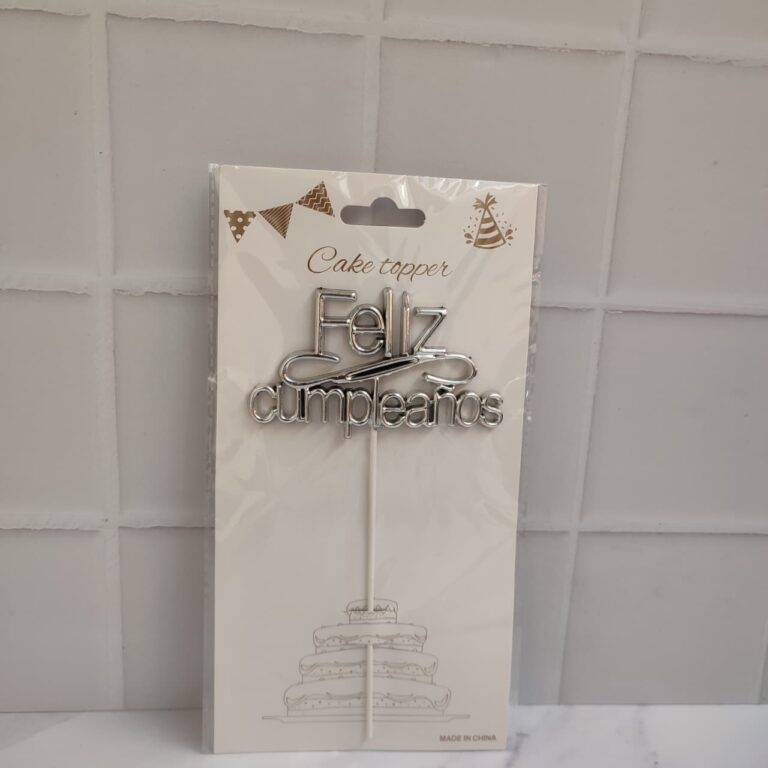 Cake topper
Feliz
cumpleaños
MADE IN CHINA